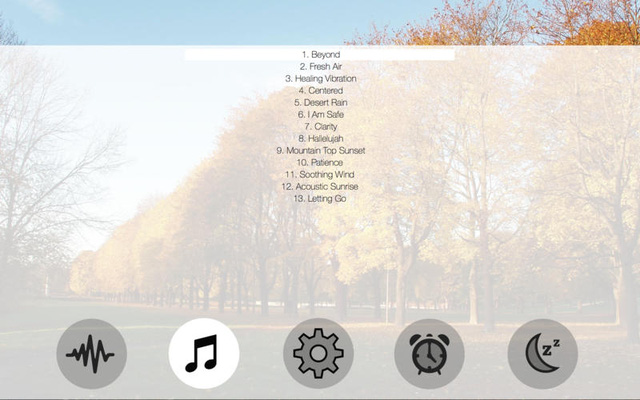 1. Beyond
2. Fresh Air
3. Healing Vibration
4. Centered
5. Desert Rain
6. I Am Safe
7. Clarity
8. Hallelujah
9. Mountain Top Sunset
10. Patience
11. Soothing Wind
12. Acoustic Sunrise
13. Letting Go
z z